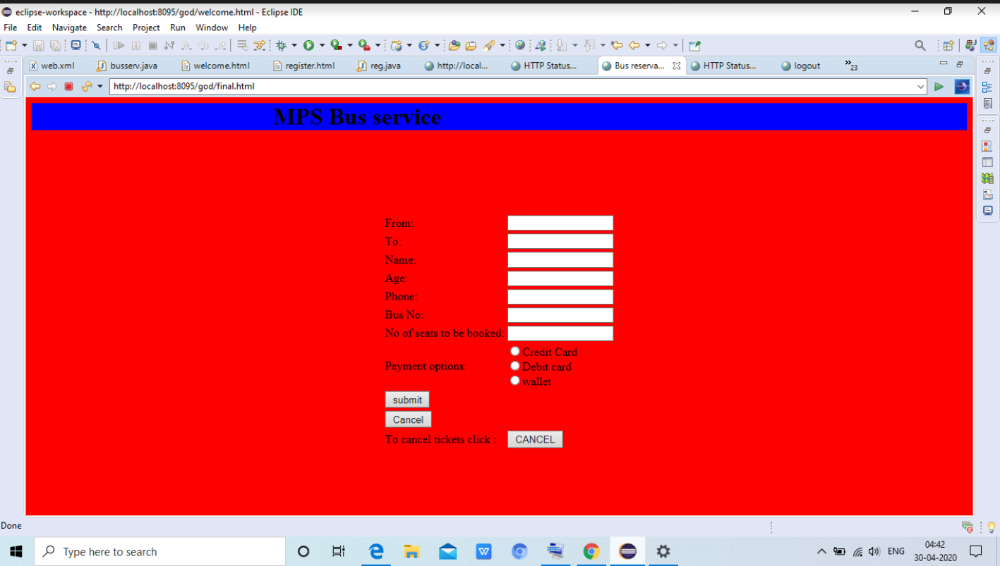 eclipse-workspace - http://localhost:8095/god/welcome.html - Eclipse IDE
File Edit Navigate Search Project Run Window Help
web.xml busserv.java welcome.html register.html reg.java http://local... HTTP Status... Bus reserva... HTTP Status... logout »23
http://localhost:8095/god/final.html
MPS Bus service
From:
To:
Name:
Age:
Phone:
Bus No:
No of seats to be booked:
Credit Card
Payment options: Debit card
wallet
submit
Cancel
To cancel tickets click : CANCEL
Done
Type here to search
ENG 04:42
30-04-2020